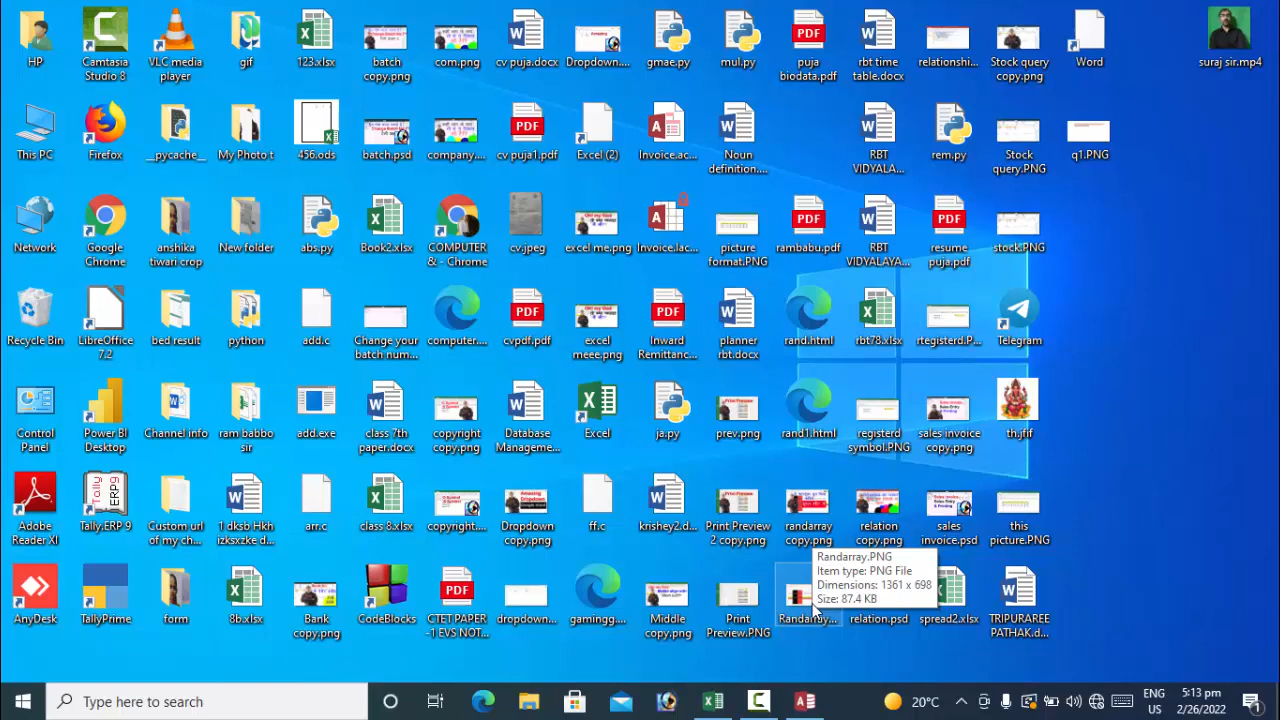 HP
Camtasia
Studio 8
VLC media
player
gif
123.xlsx
batch
copy.png
com.png
cv puja.docx
Dropdown....
gmae.py
mul.py
puja
biodata.pdf
rbt time
table.docx
relationshi...
Stock query
copy.png
Word
suraj sir.mp4
This PC
Firefox
__pycache__
My Photo t
456.ods
batch.psd
company....
cv puja1.pdf
Excel (2)
Invoice.ac...
Noun
definition....
RBT
VIDYALA...
rem.py
Stock
query.PNG
q1.PNG
Network
Google
Chrome
anshika
tiwari crop
New folder
abs.py
Book2.xlsx
COMPUTER
& - Chrome
cv.jpeg
excel me.png
Invoice.lac...
picture
format.PNG
rambabu.pdf
RBT
VIDYALAYA...
resume
puja.pdf
stock.PNG
Recycle Bin
LibreOffice
7.2
bed result
python
add.c
Change your
batch num...
computer....
cvpdf.pdf
excel
meee.png
Inward
Remittanc...
planner
rbt.docx
rand.html
rbt78.xlsx
rtegisterd.P...
Telegram
Control
Panel
Power BI
Desktop
Channel info
ram babbo
sir
add.exe
class 7th
paper.docx
copyright
copy.png
Database
Manageme...
Excel
ja.py
prev.png
rand1.html
registerd
symbol.PNG
sales invoice
copy.png
th.jfif
Adobe
Reader XI
Tally.ERP 9
Custom url
of my ch...
1 dksb Hkh
izksxzke d...
arr.c
class 8.xlsx
copyright....
Dropdown
copy.png
ff.c
krishey2.d...
Print Preview
2 copy.png
randarray
copy.png
relation
copy.png
sales
invoice.psd
this
picture.PNG
Randarray.PNG
Item type: PNG File
Dimensions: 1361 x 698
Size: 87.4 KB
AnyDesk
TallyPrime
form
8b.xlsx
Bank
copy.png
CodeBlocks
CTET PAPER
-1 EVS NOT...
dropdown...
gamingg....
Middle
copy.png
Print
Preview.PNG
Randarray...
relation.psd
spread2.xlsx
TRIPURAREE
PATHAK.d...
Type here to search
20°C
ENG
US
5:13 pm
2/26/2022
1